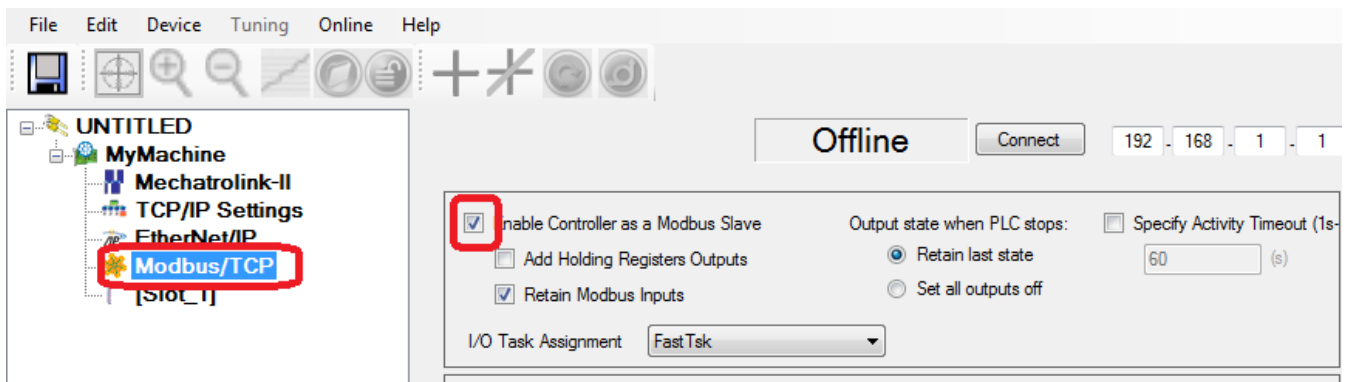 File Edit Device Tuning Online Help
UNTITLED
MyMachine
Mechatrolink-II
TCP/IP Settings
EtherNet/IP
Modbus/TCP
[Slot_1]
Offline Connect 192 . 168 . 1 . 1
Enable Controller as a Modbus Slave Output state when PLC stops: Specify Activity Timeout (1s-
Add Holding Registers Outputs Retain last state 60 (s)
Retain Modbus Inputs Set all outputs off
I/O Task Assignment FastTsk